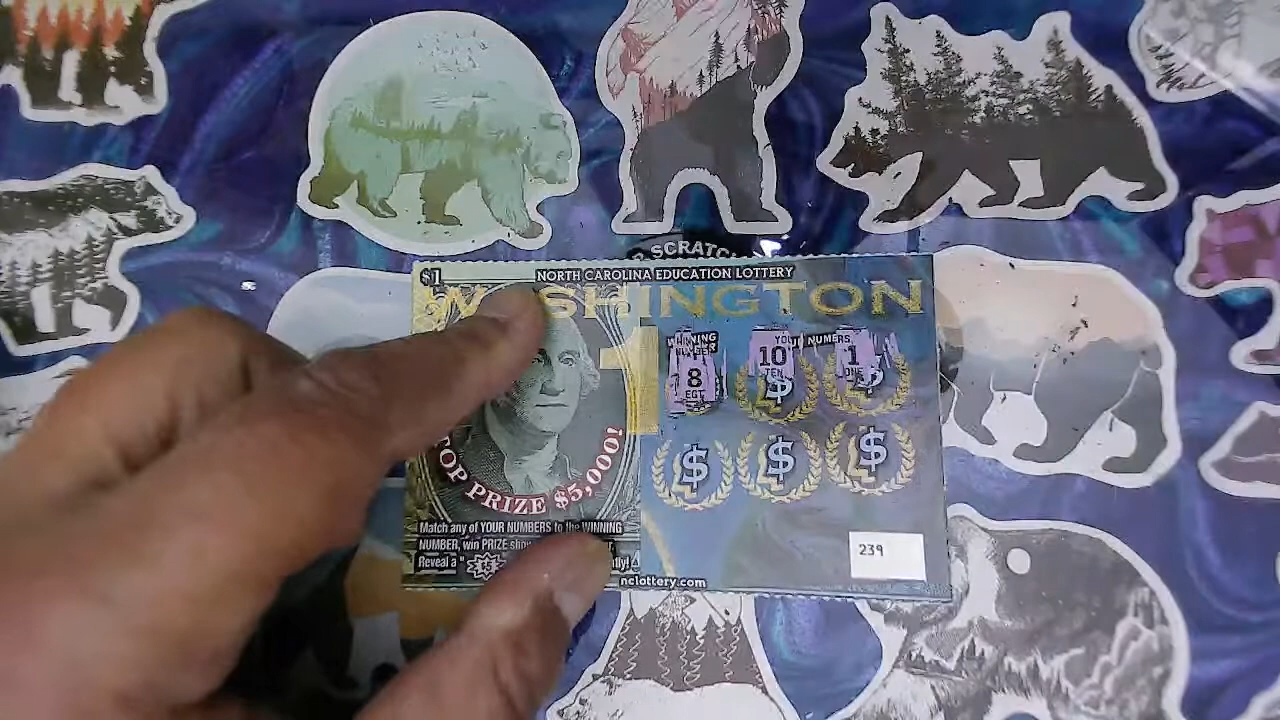 SCRATCH
$1
NORTH CAROLINA EDUCATION LOTTERY
WASHINGTON
WINNING
NUMBER
8
EGT
YOUR NUMBERS
10
TEN
1
ONE
$
$
$ $ $
TOP PRIZE $5,000!
Match any of YOUR NUMBERS to the WINNING
NUMBER, win PRIZE
Reveal a "
239
nclottery.com